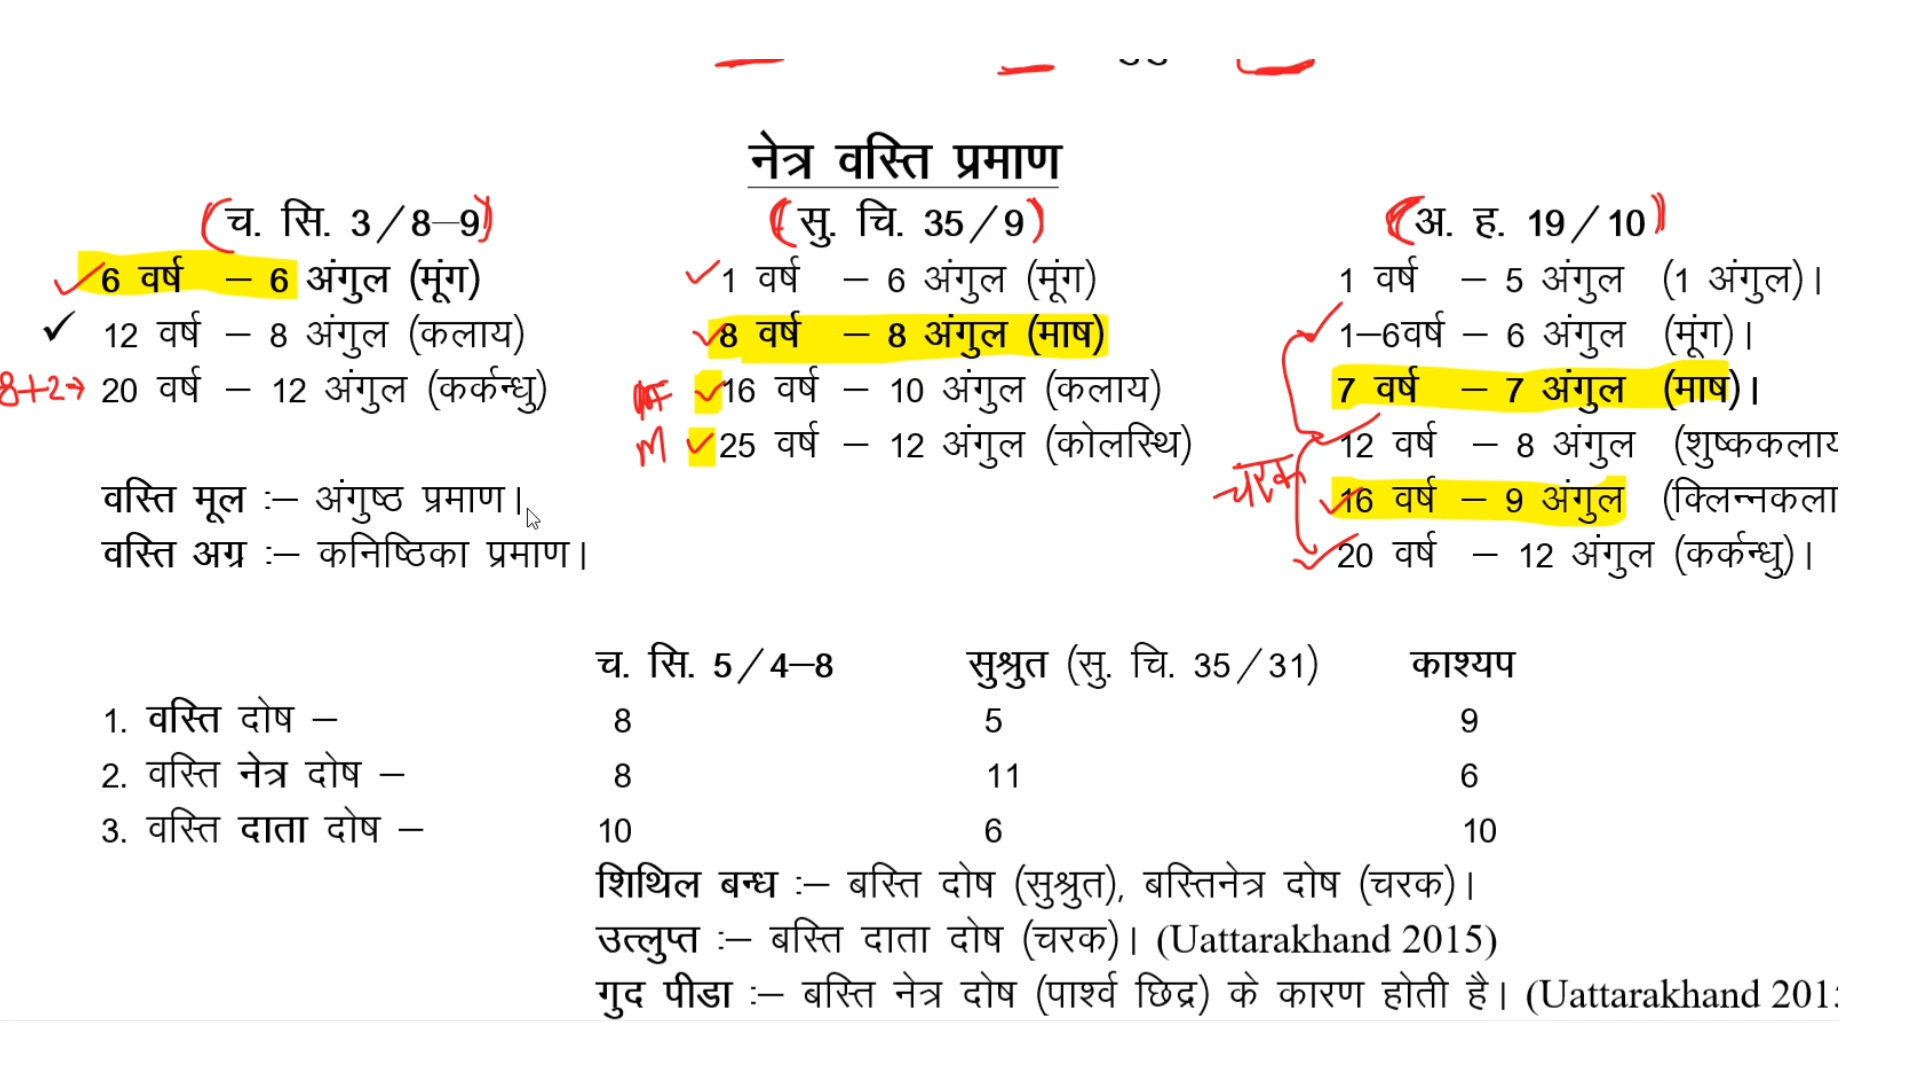 नेत्र वस्ति प्रमाण
(च. सि. 3/8–9)
6 वर्ष – 6 अंगुल (मूंग)
12 वर्ष – 8 अंगुल (कलाय)
8+2→ 20 वर्ष – 12 अंगुल (कर्कन्धु)
वस्ति मूल :– अंगुष्ठ प्रमाण।
वस्ति अग्र :– कनिष्ठिका प्रमाण।
(सु. चि. 35/9)
1 वर्ष – 6 अंगुल (मूंग)
8 वर्ष – 8 अंगुल (माष)
F 16 वर्ष – 10 अंगुल (कलाय)
M 25 वर्ष – 12 अंगुल (कोलस्थि)
(अ. ह. 19/10)
1 वर्ष – 5 अंगुल (1 अंगुल)।
1–6वर्ष – 6 अंगुल (मूंग)।
7 वर्ष – 7 अंगुल (माष)।
12 वर्ष – 8 अंगुल (शुष्ककलाय
चरक
16 वर्ष – 9 अंगुल (क्लिन्नकला
20 वर्ष – 12 अंगुल (कर्कन्धु)।
च. सि. 5/4–8 सुश्रुत (सु. चि. 35/31) काश्यप
1. वस्ति दोष – 8 5 9
2. वस्ति नेत्र दोष – 8 11 6
3. वस्ति दाता दोष – 10 6 10
शिथिल बन्ध :– बस्ति दोष (सुश्रुत), बस्तिनेत्र दोष (चरक)।
उत्लुप्त :– बस्ति दाता दोष (चरक)। (Uattarakhand 2015)
गुद पीडा :– बस्ति नेत्र दोष (पार्श्व छिद्र) के कारण होती है। (Uattarakhand 201